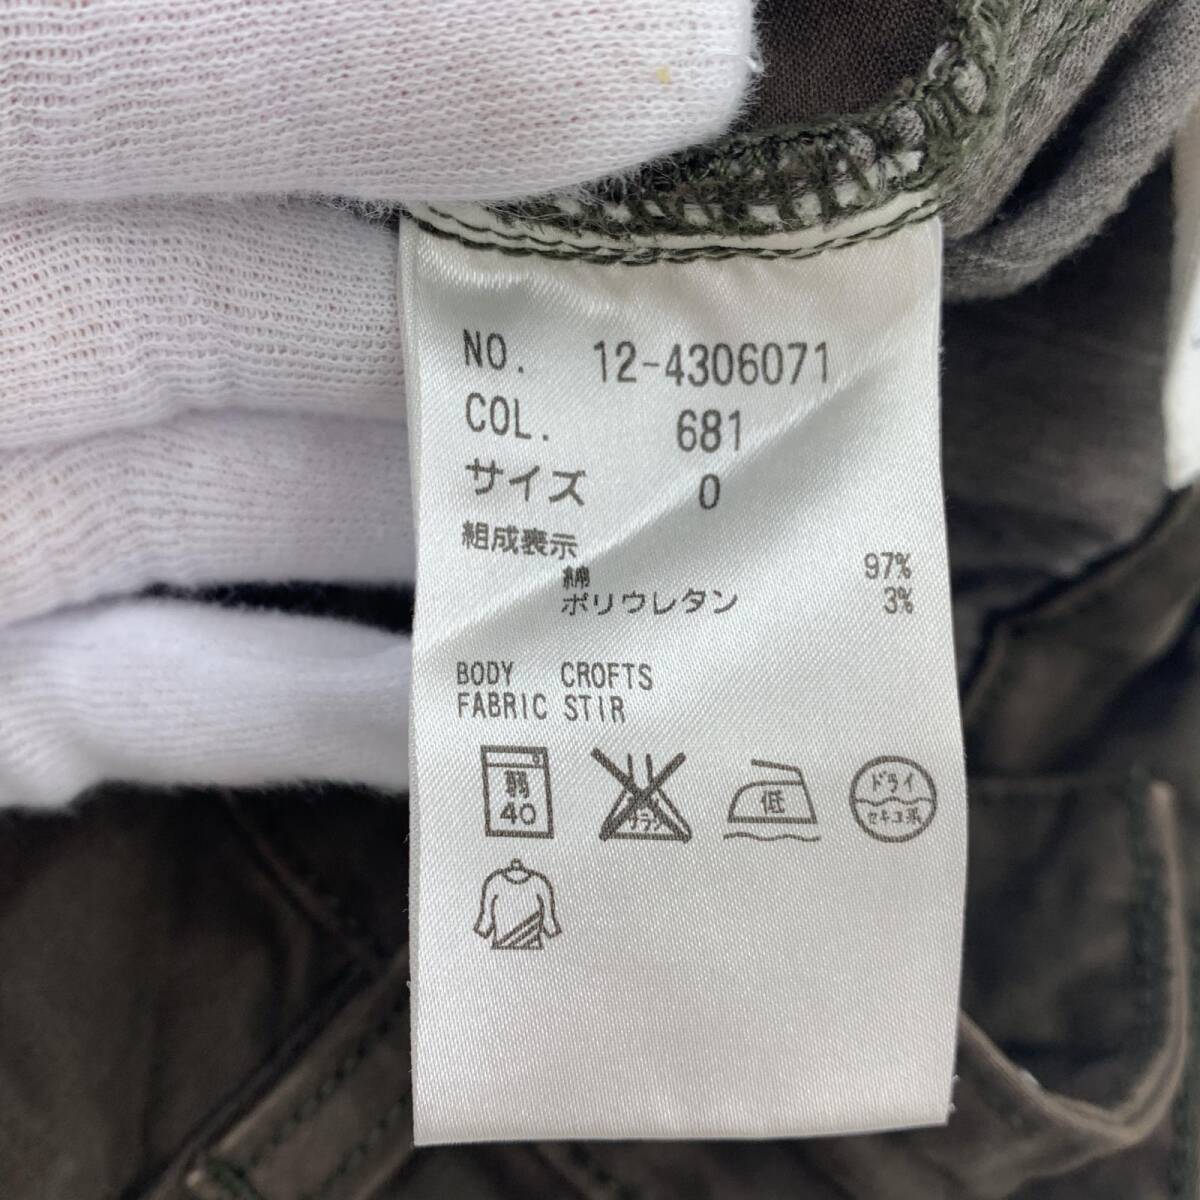 NO. 12-4306071
COL. 681
サイズ 0
組成表示
綿 97%
ポリウレタン 3%
BODY CROFTS
FABRIC STIR
弱 40
低
ドライ
セキユ系